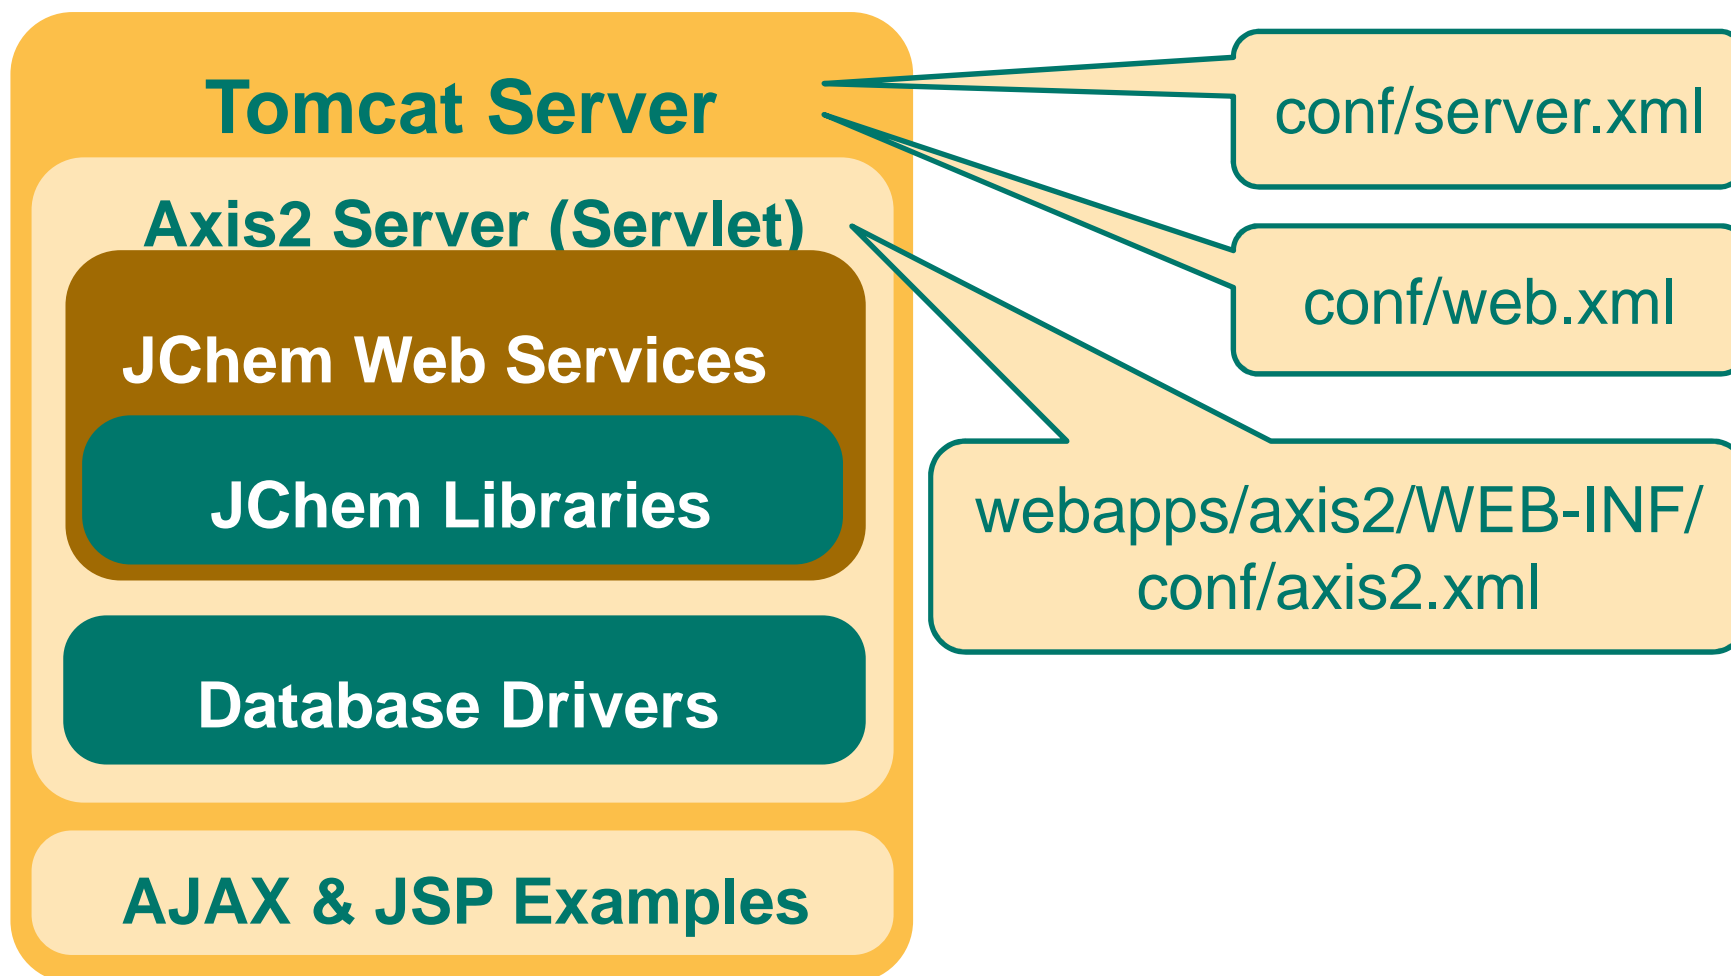 Tomcat Server
Axis2 Server (Servlet)
JChem Web Services
JChem Libraries
Database Drivers
AJAX & JSP Examples
conf/server.xml
conf/web.xml
webapps/axis2/WEB-INF/
conf/axis2.xml